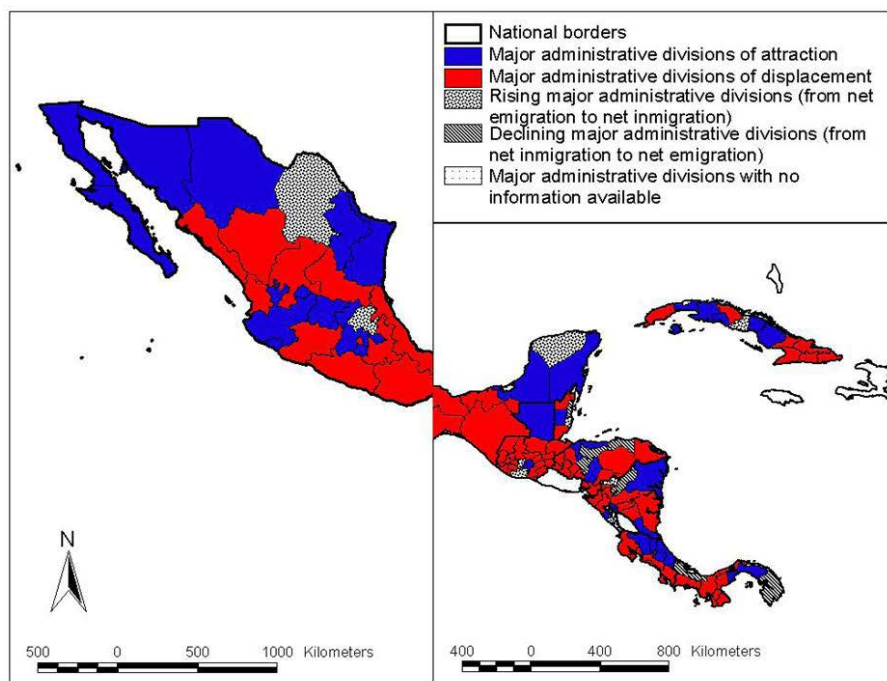 National borders
Major administrative divisions of attraction
Major administrative divisions of displacement
Rising major administrative divisions (from net
emigration to net inmigration)
Declining major administrative divisions (from
net inmigration to net emigration)
Major administrative divisions with no
information available
N
500 0 500 1000 Kilometers
400 0 400 800 Kilometers